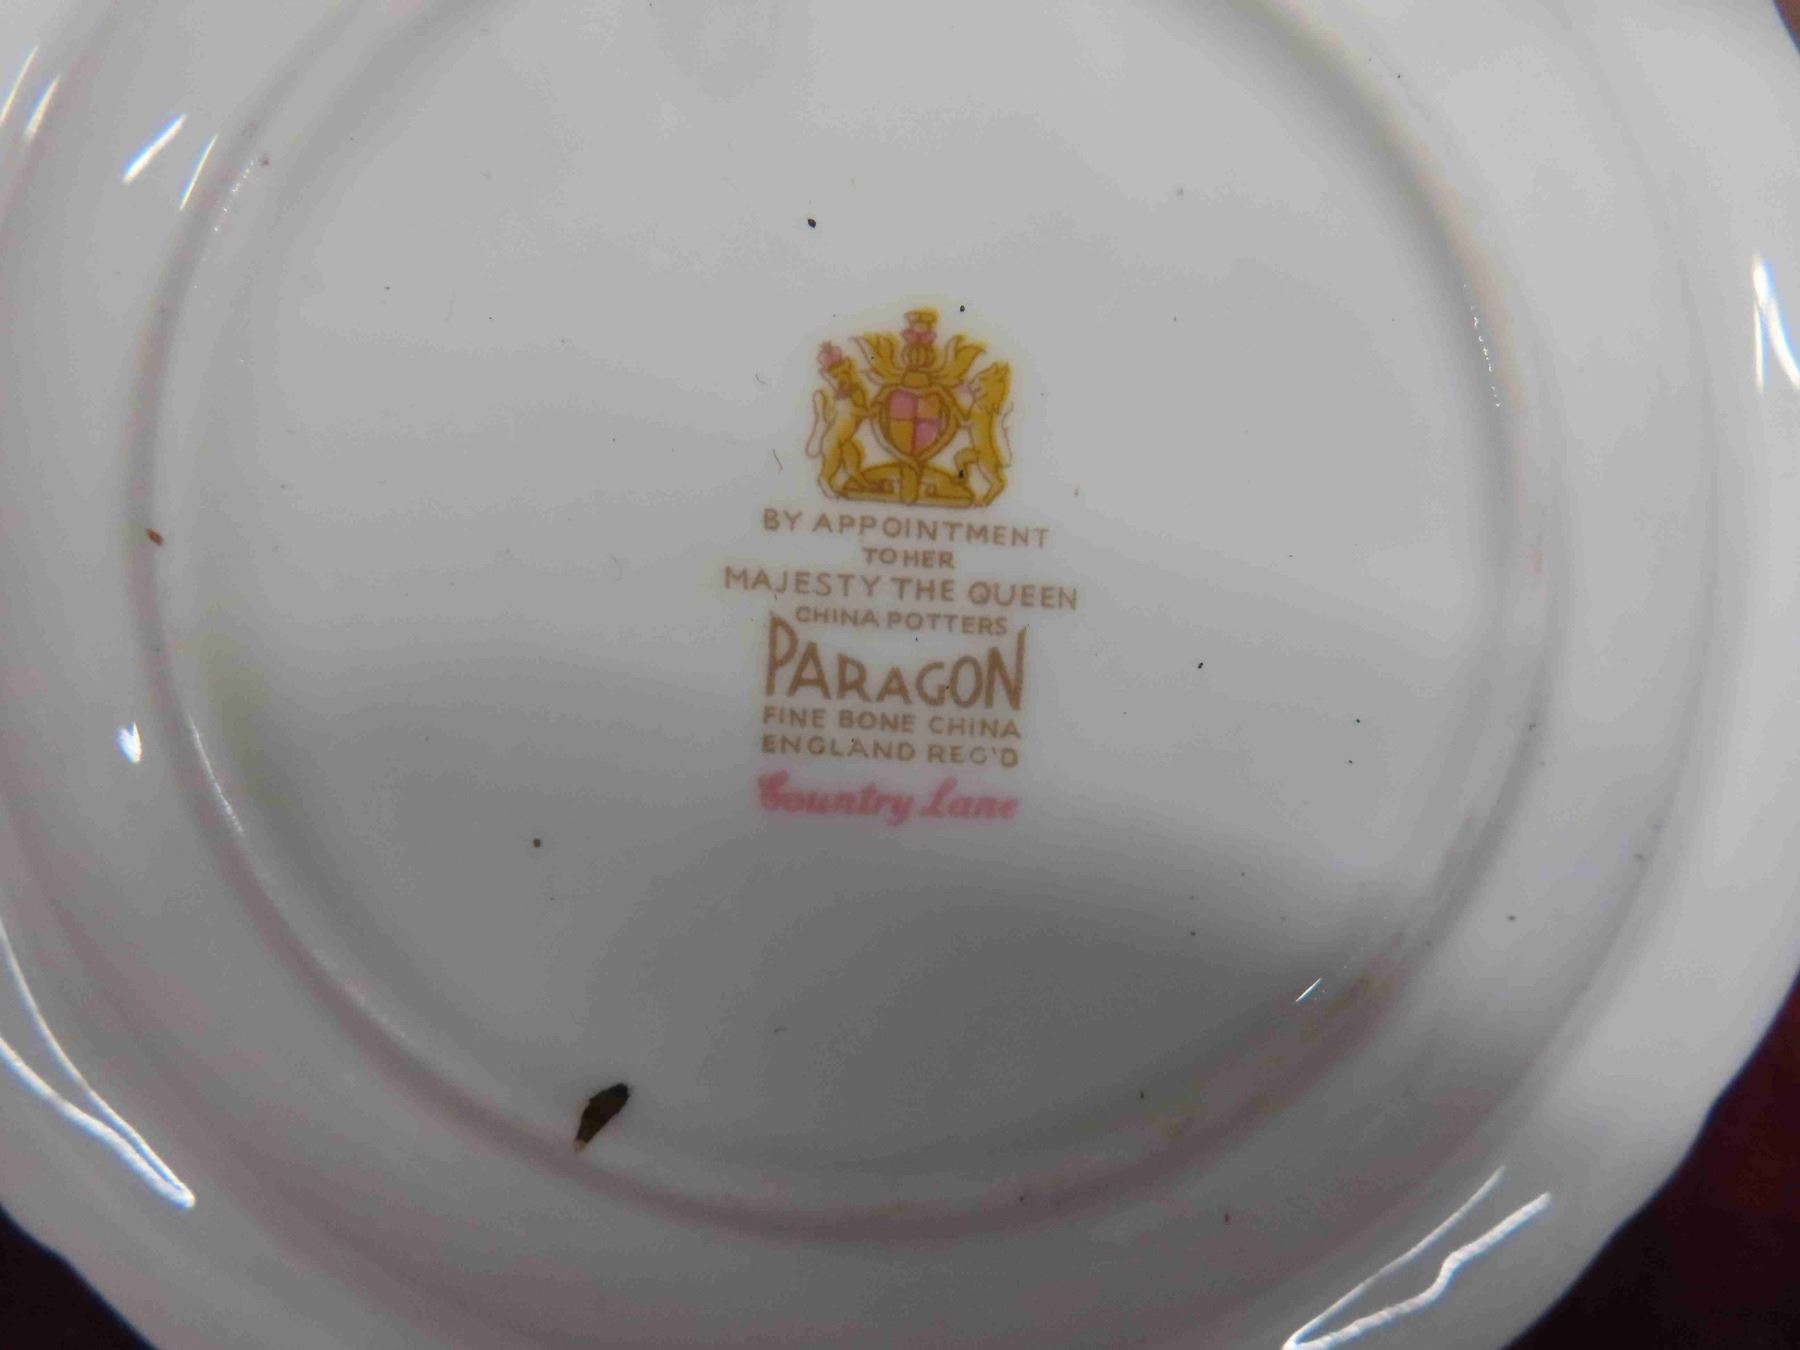 BY APPOINTMENT
TO HER
MAJESTY THE QUEEN
CHINA POTTERS
PARAGON
FINE BONE CHINA
ENGLAND REG'D
Country Lane